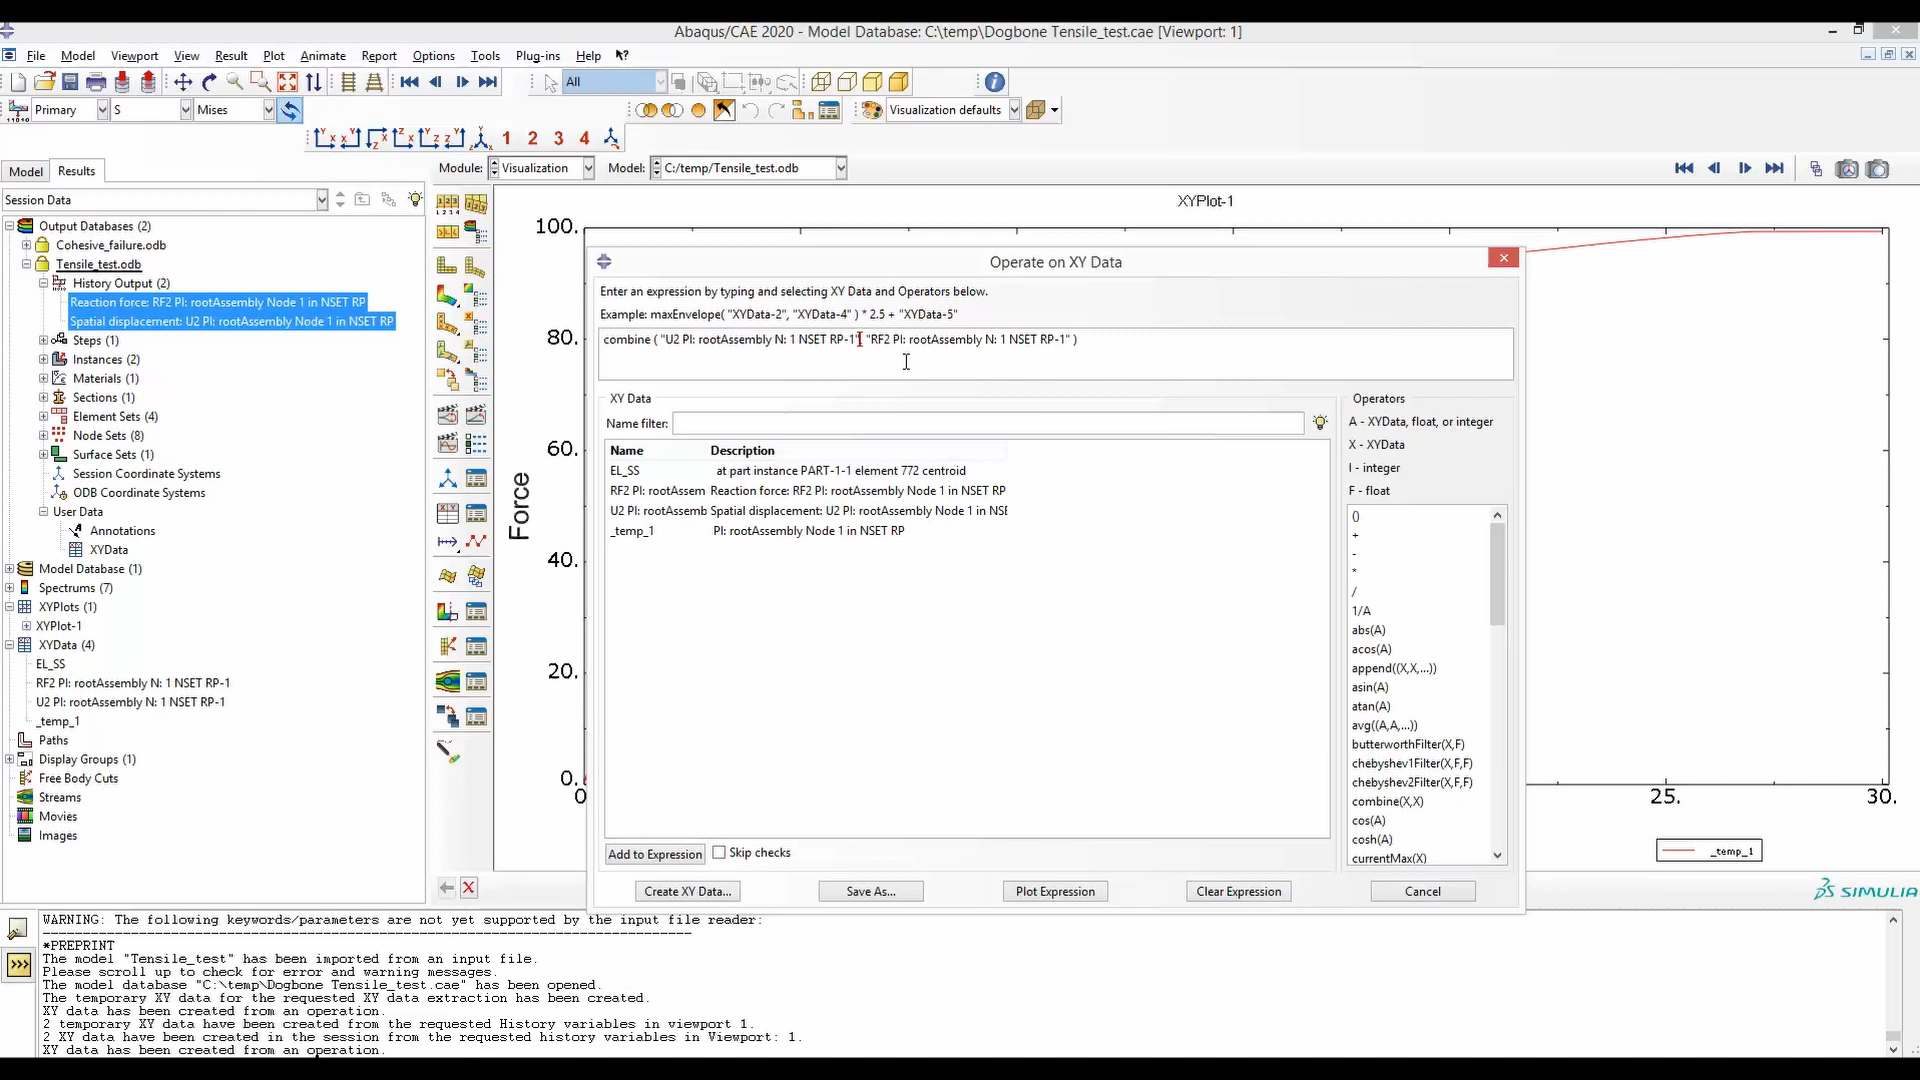 Abaqus/CAE 2020 - Model Database: C:\temp\Dogbone Tensile_test.cae [Viewport: 1]
File Model Viewport View Result Plot Animate Report Options Tools Plug-ins Help
All
Primary S Mises
Visualization defaults
1 2 3 4
Model Results
Module: Visualization Model: C:/temp/Tensile_test.odb
Session Data
Output Databases (2)
Cohesive_failure.odb
Tensile_test.odb
History Output (2)
Reaction force: RF2 PI: rootAssembly Node 1 in NSET RP
Spatial displacement: U2 PI: rootAssembly Node 1 in NSET RP
Steps (1)
Instances (2)
Materials (1)
Sections (1)
Element Sets (4)
Node Sets (8)
Surface Sets (1)
Session Coordinate Systems
ODB Coordinate Systems
User Data
Annotations
XYData
Model Database (1)
Spectrums (7)
XYPlots (1)
XYPlot-1
XYData (4)
EL_SS
RF2 PI: rootAssembly N: 1 NSET RP-1
U2 PI: rootAssembly N: 1 NSET RP-1
_temp_1
Paths
Display Groups (1)
Free Body Cuts
Streams
Movies
Images
XYPlot-1
100.
80.
60.
40.
20.
0.
Force
0
25.
30.
_temp_1
SIMULIA
Operate on XY Data
Enter an expression by typing and selecting XY Data and Operators below.
Example: maxEnvelope( "XYData-2", "XYData-4" ) * 2.5 + "XYData-5"
combine ( "U2 PI: rootAssembly N: 1 NSET RP-1", "RF2 PI: rootAssembly N: 1 NSET RP-1" )
XY Data
Name filter:
Name Description
EL_SS at part instance PART-1-1 element 772 centroid
RF2 PI: rootAssem Reaction force: RF2 PI: rootAssembly Node 1 in NSET RP
U2 PI: rootAssemb Spatial displacement: U2 PI: rootAssembly Node 1 in NSE
_temp_1 PI: rootAssembly Node 1 in NSET RP
Operators
A - XYData, float, or integer
X - XYData
I - integer
F - float
()
+
-
*
/
1/A
abs(A)
acos(A)
append((X,X,...))
asin(A)
atan(A)
avg((A,A,...))
butterworthFilter(X,F)
chebyshev1Filter(X,F,F)
chebyshev2Filter(X,F,F)
combine(X,X)
cos(A)
cosh(A)
currentMax(X)
Add to Expression Skip checks
Create XY Data... Save As... Plot Expression Clear Expression Cancel
WARNING: The following keywords/parameters are not yet supported by the input file reader:
---------------------------------------------------------------------------------
*PREPRINT
The model "Tensile_test" has been imported from an input file.
Please scroll up to check for error and warning messages.
The model database "C:\temp\Dogbone Tensile_test.cae" has been opened.
The temporary XY data for the requested XY data extraction has been created.
XY data has been created from an operation.
2 temporary XY data have been created from the requested History variables in viewport 1.
2 XY data have been created in the session from the requested history variables in Viewport: 1.
XY data has been created from an operation.
>>>